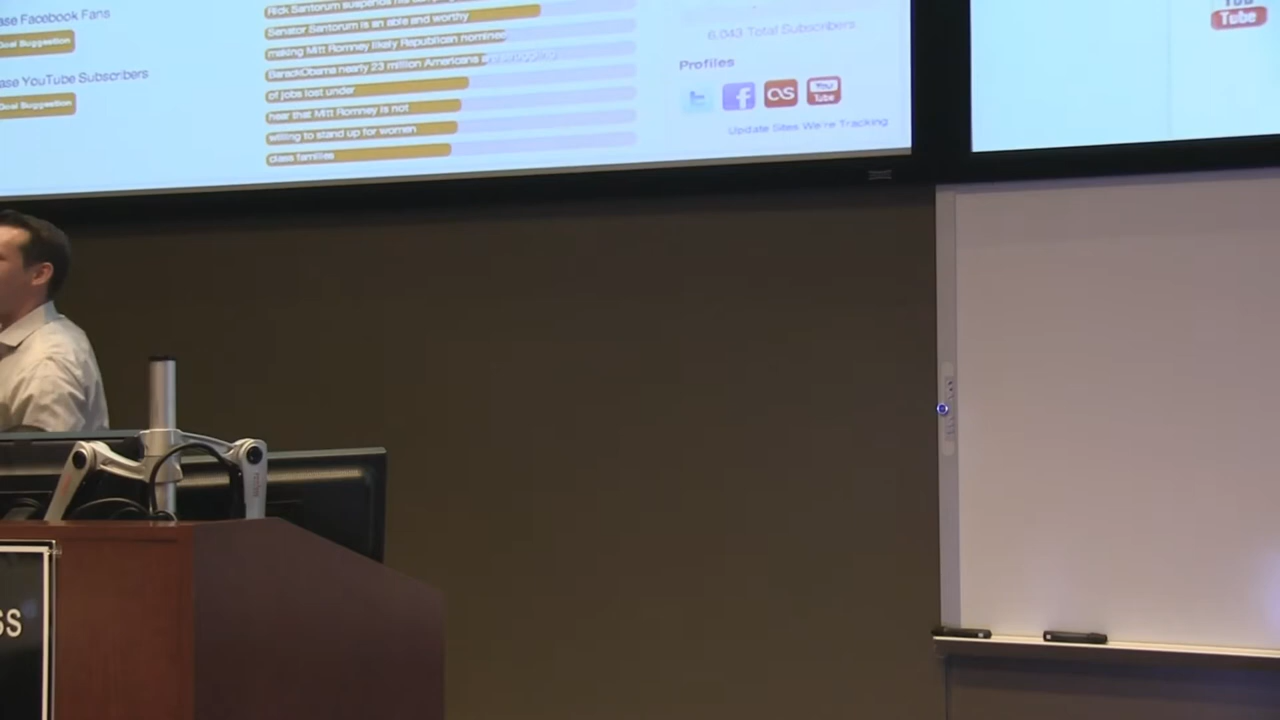 ase Facebook Fans
Goal Suggestion
ase YouTube Subscribers
Goal Suggestion
Rick Santorum suspends his
Senator Santorum is an able and worthy
making Mitt Romney likely Republican nominee
BarackObama nearly 23 million Americans
of jobs lost under
hear that Mitt Romney is not
willing to stand up for women
class families
6,043 Total Subscribers
Profiles
t f as You Tube
Update Sites We're Tracking
You
Tube
SS